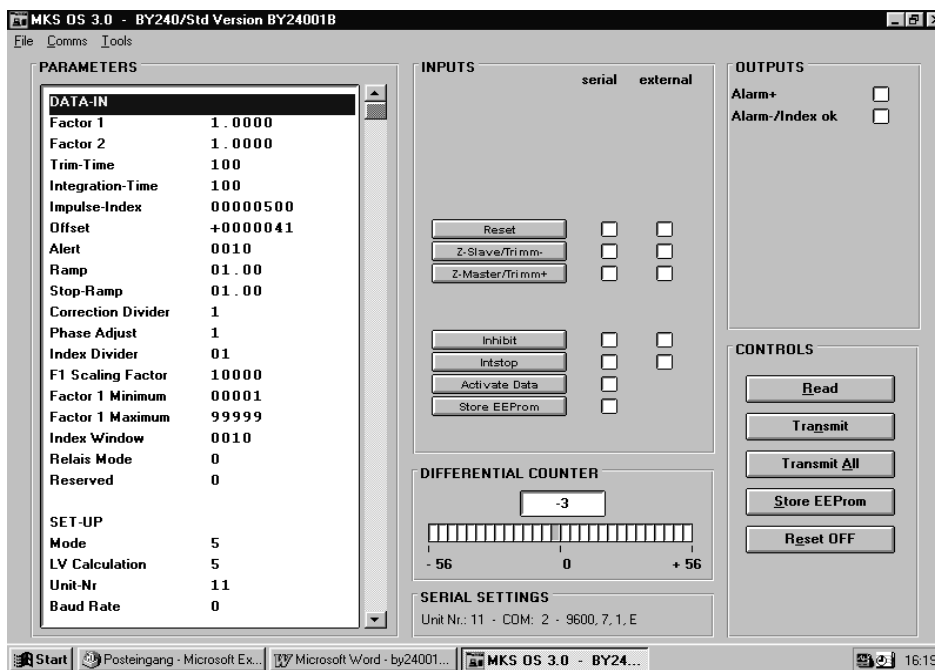 MKS OS 3.0 - BY240/Std Version BY24001B
File Comms Tools
PARAMETERS
DATA-IN
Factor 1 1.0000
Factor 2 1.0000
Trim-Time 100
Integration-Time 100
Impulse-Index 00000500
Offset +0000041
Alert 0010
Ramp 01.00
Stop-Ramp 01.00
Correction Divider 1
Phase Adjust 1
Index Divider 01
F1 Scaling Factor 10000
Factor 1 Minimum 00001
Factor 1 Maximum 99999
Index Window 0010
Relais Mode 0
Reserved 0
SET-UP
Mode 5
LV Calculation 5
Unit-Nr 11
Baud Rate 0
INPUTS
serial external
Reset
Z-Slave/Trimm-
Z-Master/Trimm+
Inhibit
Intstop
Activate Data
Store EEProm
DIFFERENTIAL COUNTER
-3
- 56 0 + 56
SERIAL SETTINGS
Unit Nr.: 11 - COM: 2 - 9600, 7, 1, E
OUTPUTS
Alarm+
Alarm-/Index ok
CONTROLS
Read
Transmit
Transmit All
Store EEProm
Reset OFF
Start Posteingang - Microsoft Ex... Microsoft Word - by24001... MKS OS 3.0 - BY24... 16:19